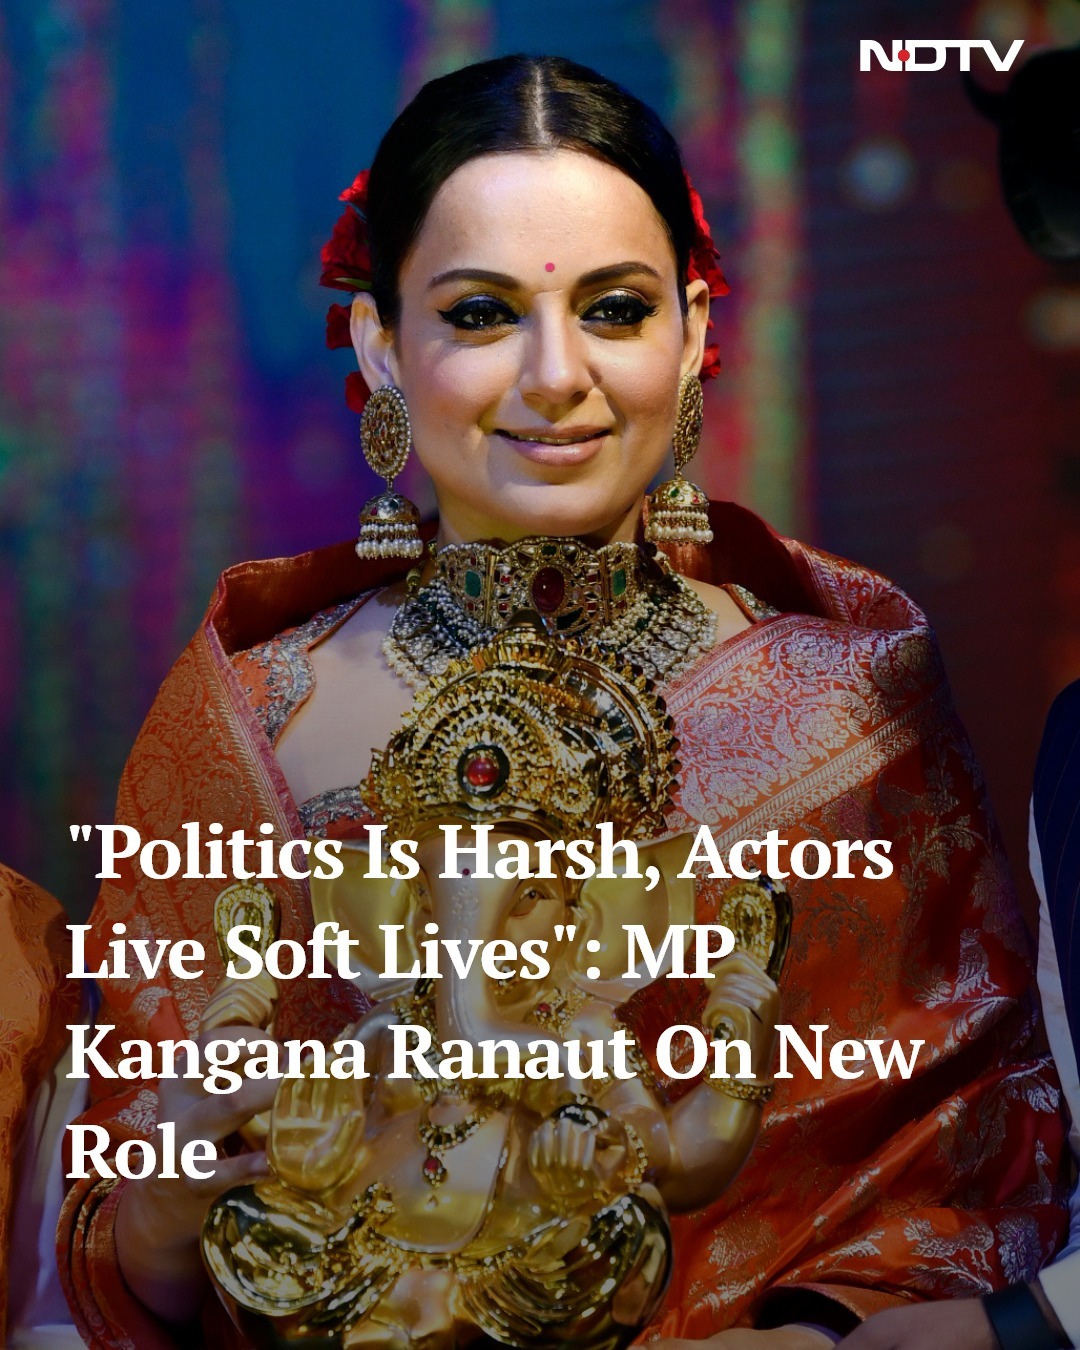 NDTV
"Politics Is Harsh, Actors
Live Soft Lives": MP
Kangana Ranaut On New
Role